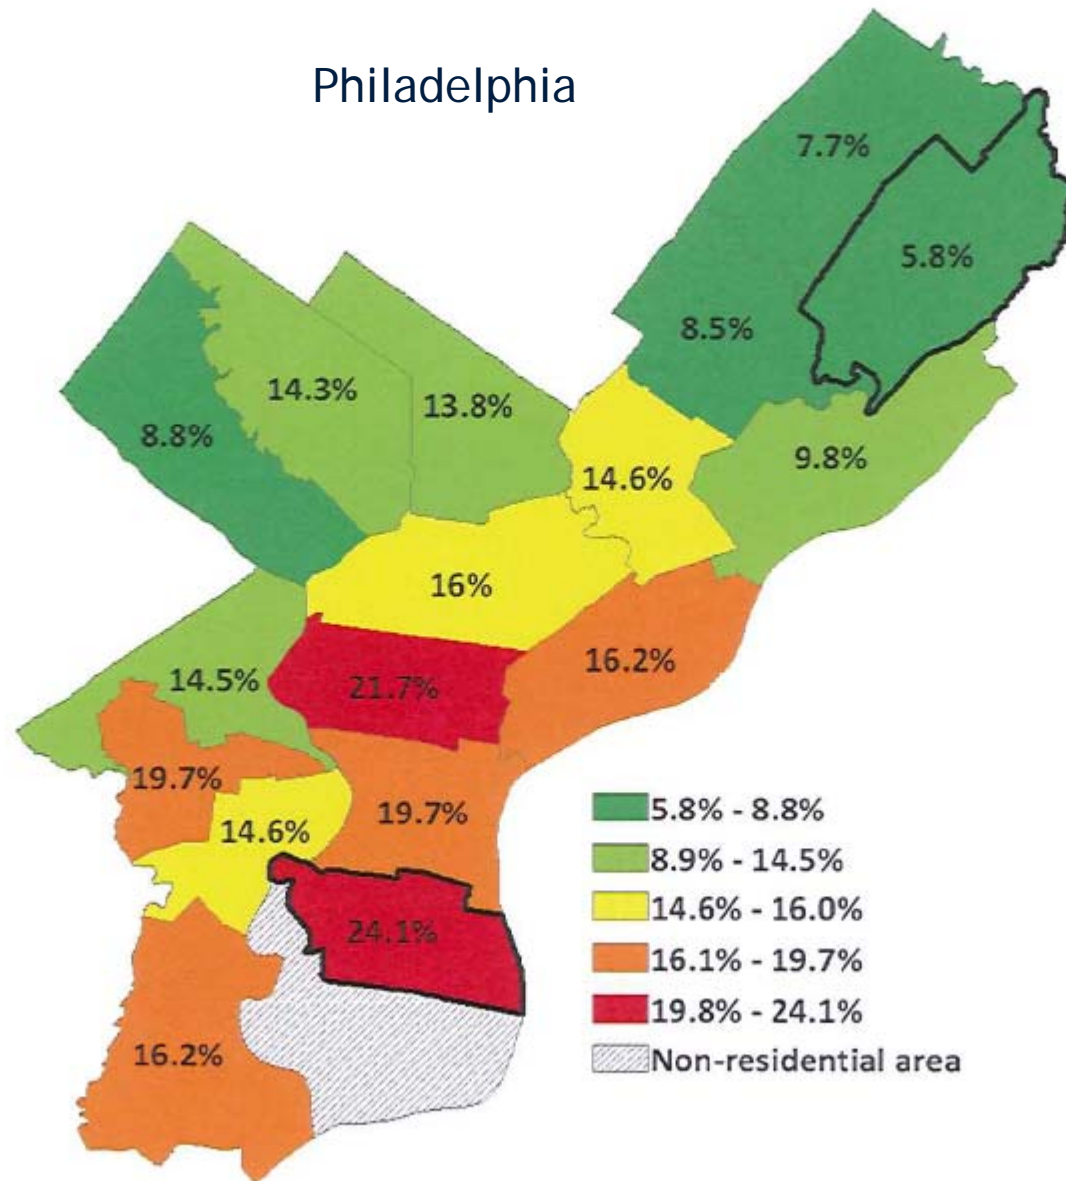 Philadelphia
7.7%
5.8%
8.5%
14.3%
13.8%
8.8%
9.8%
14.6%
16%
16.2%
14.5%
21.7%
19.7%
19.7%
14.6%
24.1%
16.2%
5.8% - 8.8%
8.9% - 14.5%
14.6% - 16.0%
16.1% - 19.7%
19.8% - 24.1%
Non-residential area